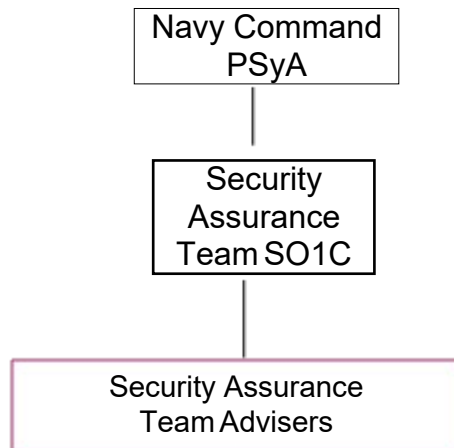 Navy Command
PSyA
Security
Assurance
Team SO1C
Security Assurance
Team Advisers